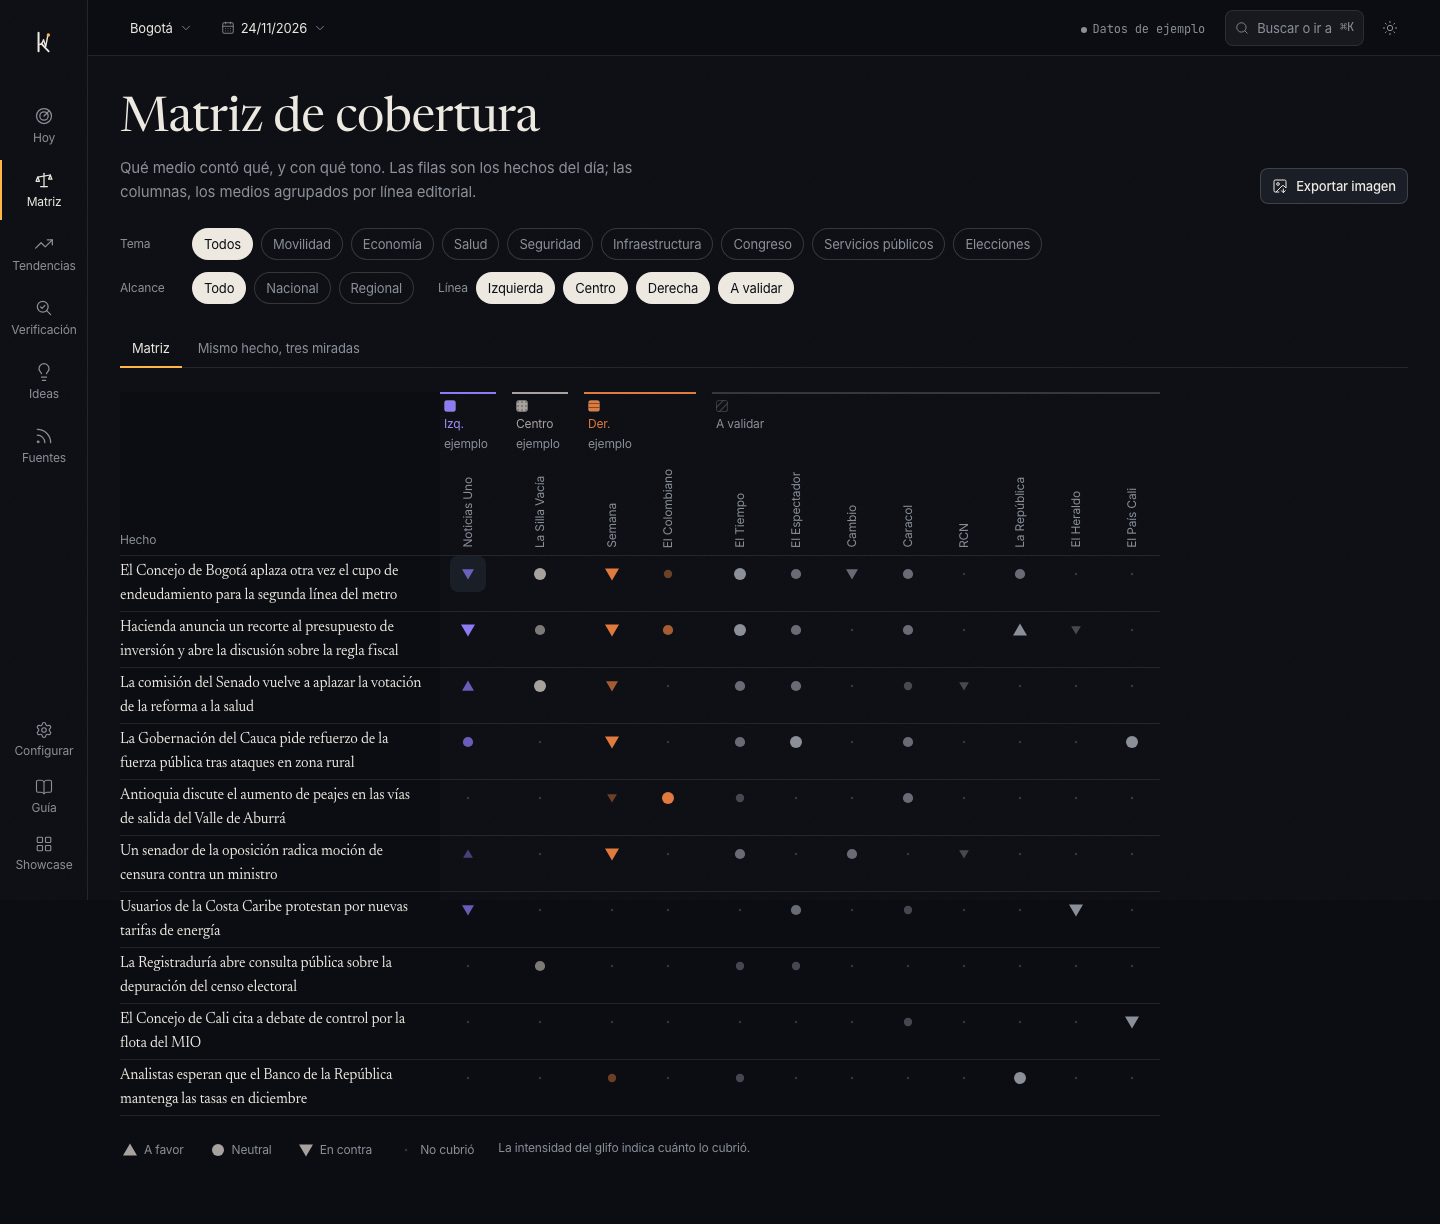 Bogotá
24/11/2026
Datos de ejemplo
Buscar o ir a ⌘K
Hoy
Matriz
Tendencias
Verificación
Ideas
Fuentes
Configurar
Guía
Showcase
Matriz de cobertura
Qué medio contó qué, y con qué tono. Las filas son los hechos del día; las
columnas, los medios agrupados por línea editorial.
Exportar imagen
Tema Todos Movilidad Economía Salud Seguridad Infraestructura Congreso Servicios públicos Elecciones
Alcance Todo Nacional Regional Línea Izquierda Centro Derecha A validar
Matriz Mismo hecho, tres miradas
Izq. Centro Der. A validar
ejemplo ejemplo ejemplo
Hecho Noticias Uno La Silla Vacía Semana El Colombiano El Tiempo El Espectador Cambio Caracol RCN La República El Heraldo El País Cali
El Concejo de Bogotá aplaza otra vez el cupo de
endeudamiento para la segunda línea del metro
Hacienda anuncia un recorte al presupuesto de
inversión y abre la discusión sobre la regla fiscal
La comisión del Senado vuelve a aplazar la votación
de la reforma a la salud
La Gobernación del Cauca pide refuerzo de la
fuerza pública tras ataques en zona rural
Antioquia discute el aumento de peajes en las vías
de salida del Valle de Aburrá
Un senador de la oposición radica moción de
censura contra un ministro
Usuarios de la Costa Caribe protestan por nuevas
tarifas de energía
La Registraduría abre consulta pública sobre la
depuración del censo electoral
El Concejo de Cali cita a debate de control por la
flota del MIO
Analistas esperan que el Banco de la República
mantenga las tasas en diciembre
A favor Neutral En contra No cubrió La intensidad del glifo indica cuánto lo cubrió.